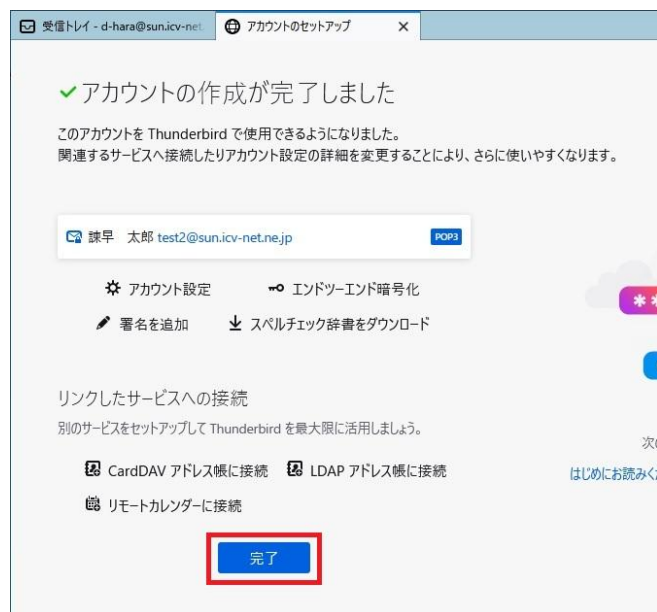 受信トレイ - d-hara@sun.icv-net.
アカウントのセットアップ
アカウントの作成が完了しました
このアカウントを Thunderbird で使用できるようになりました。
関連するサービスへ接続したりアカウント設定の詳細を変更することにより、さらに使いやすくなります。
諫早 太郎 test2@sun.icv-net.ne.jp POP3
アカウント設定 エンドツーエンド暗号化
署名を追加 スペルチェック辞書をダウンロード
**
リンクしたサービスへの接続
別のサービスをセットアップして Thunderbird を最大限に活用しましょう。
次の
CardDAV アドレス帳に接続 LDAP アドレス帳に接続
はじめにお読みくだ
リモートカレンダーに接続
完了